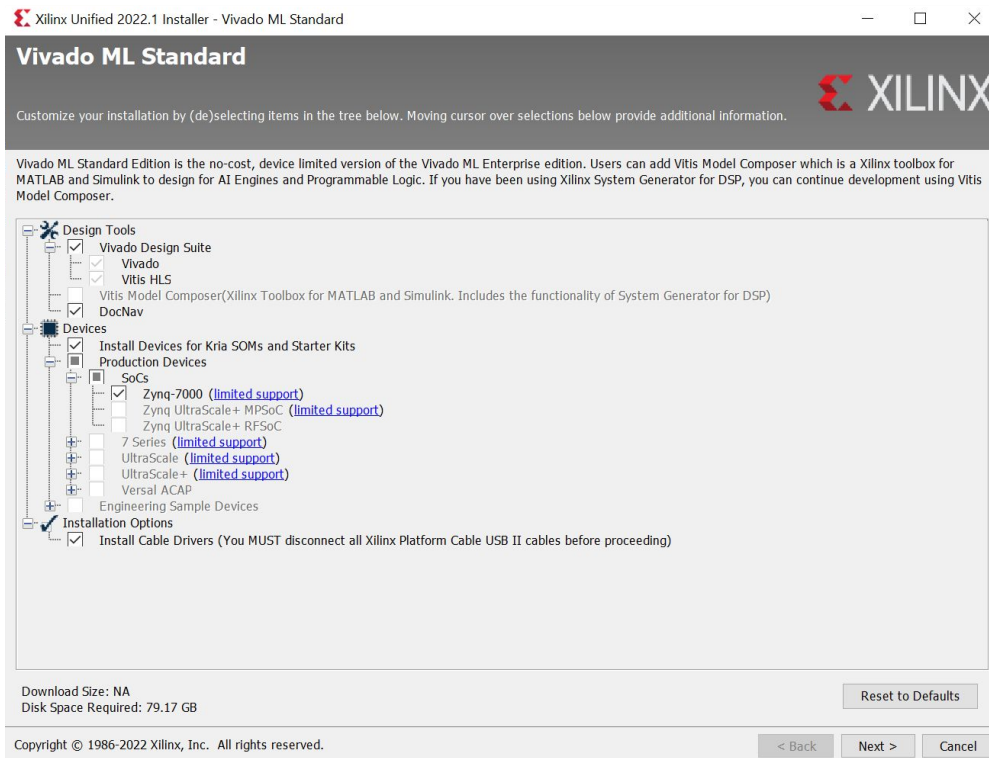 Xilinx Unified 2022.1 Installer - Vivado ML Standard
Vivado ML Standard
XILINX
Customize your installation by (de)selecting items in the tree below. Moving cursor over selections below provide additional information.
Vivado ML Standard Edition is the no-cost, device limited version of the Vivado ML Enterprise edition. Users can add Vitis Model Composer which is a Xilinx toolbox for
MATLAB and Simulink to design for AI Engines and Programmable Logic. If you have been using Xilinx System Generator for DSP, you can continue development using Vitis
Model Composer.
Design Tools
Vivado Design Suite
Vivado
Vitis HLS
Vitis Model Composer(Xilinx Toolbox for MATLAB and Simulink. Includes the functionality of System Generator for DSP)
DocNav
Devices
Install Devices for Kria SOMs and Starter Kits
Production Devices
SoCs
Zynq-7000 (limited support)
Zynq UltraScale+ MPSoC (limited support)
Zynq UltraScale+ RFSoC
7 Series (limited support)
UltraScale (limited support)
UltraScale+ (limited support)
Versal ACAP
Engineering Sample Devices
Installation Options
Install Cable Drivers (You MUST disconnect all Xilinx Platform Cable USB II cables before proceeding)
Download Size: NA
Disk Space Required: 79.17 GB
Reset to Defaults
Copyright © 1986-2022 Xilinx, Inc. All rights reserved.
< Back Next > Cancel